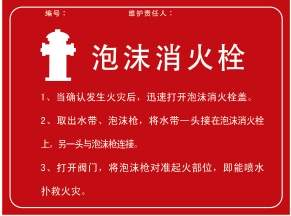 编号： 维护责任人：
泡沫消火栓
1、当确认发生火灾后，迅速打开泡沫消火栓盖。
2、取出水带、泡沫枪，将水带一头接在泡沫消火栓
上，另一头与泡沫枪连接。
3、打开阀门，将泡沫枪对准起火部位，即能喷水
扑救火灾。